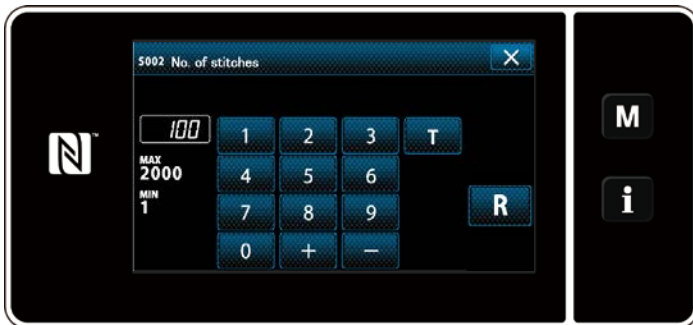 S002 No. of stitches
100
MAX
2000
MIN
1
1 2 3 T
4 5 6
7 8 9
0 + −
R
N™
M
i